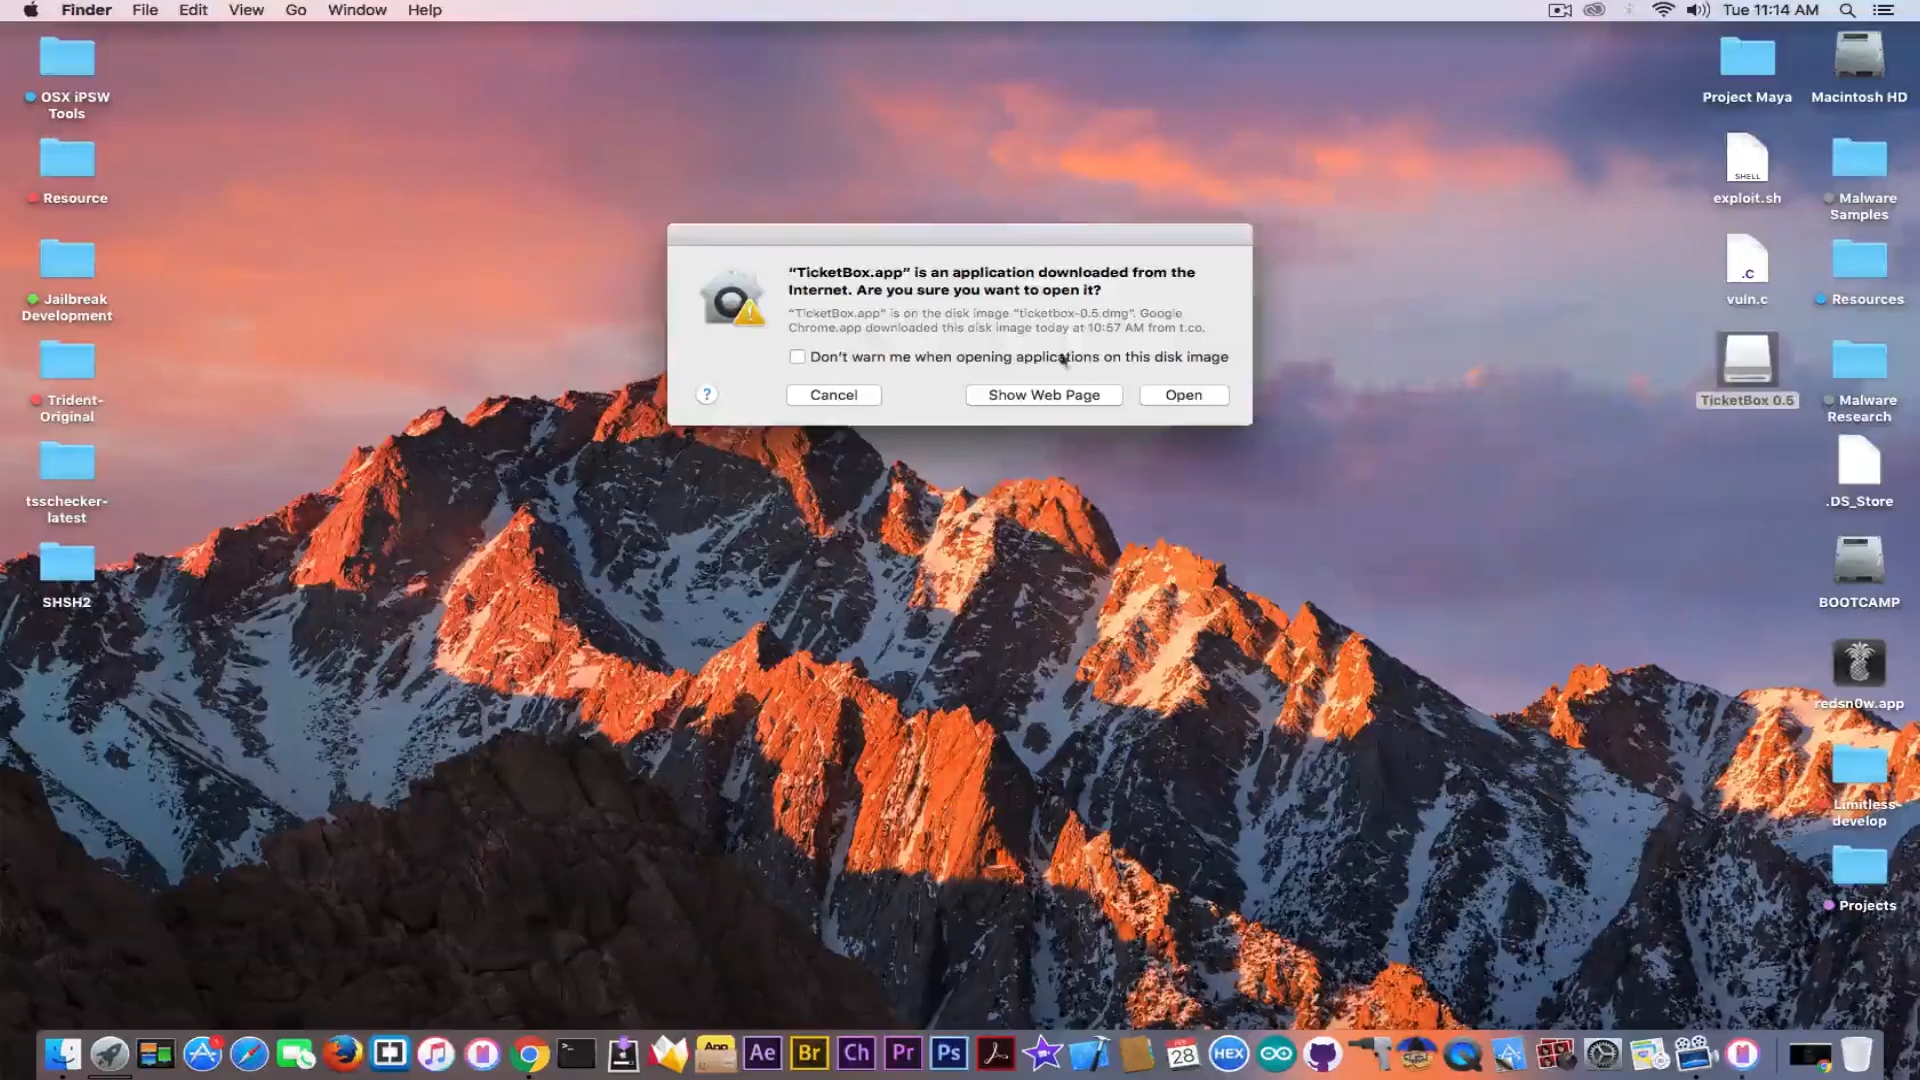 Finder File Edit View Go Window Help
Tue 11:14 AM
OSX iPSW
Tools
Resource
Jailbreak
Development
Trident-
Original
tsschecker-
latest
SHSH2
“TicketBox.app” is an application downloaded from the
Internet. Are you sure you want to open it?
“TicketBox.app” is on the disk image “ticketbox-0.5.dmg”. Google
Chrome.app downloaded this disk image today at 10:57 AM from t.co.
Don’t warn me when opening applications on this disk image
? Cancel Show Web Page Open
Project Maya
Macintosh HD
SHELL
exploit.sh
Malware
Samples
.C
vuln.c
Resources
TicketBox 0.5
Malware
Research
.DS_Store
BOOTCAMP
redsn0w.app
Limitless-
develop
Projects
App
Ae Br Ch Pr Ps
FEB
28
HEX